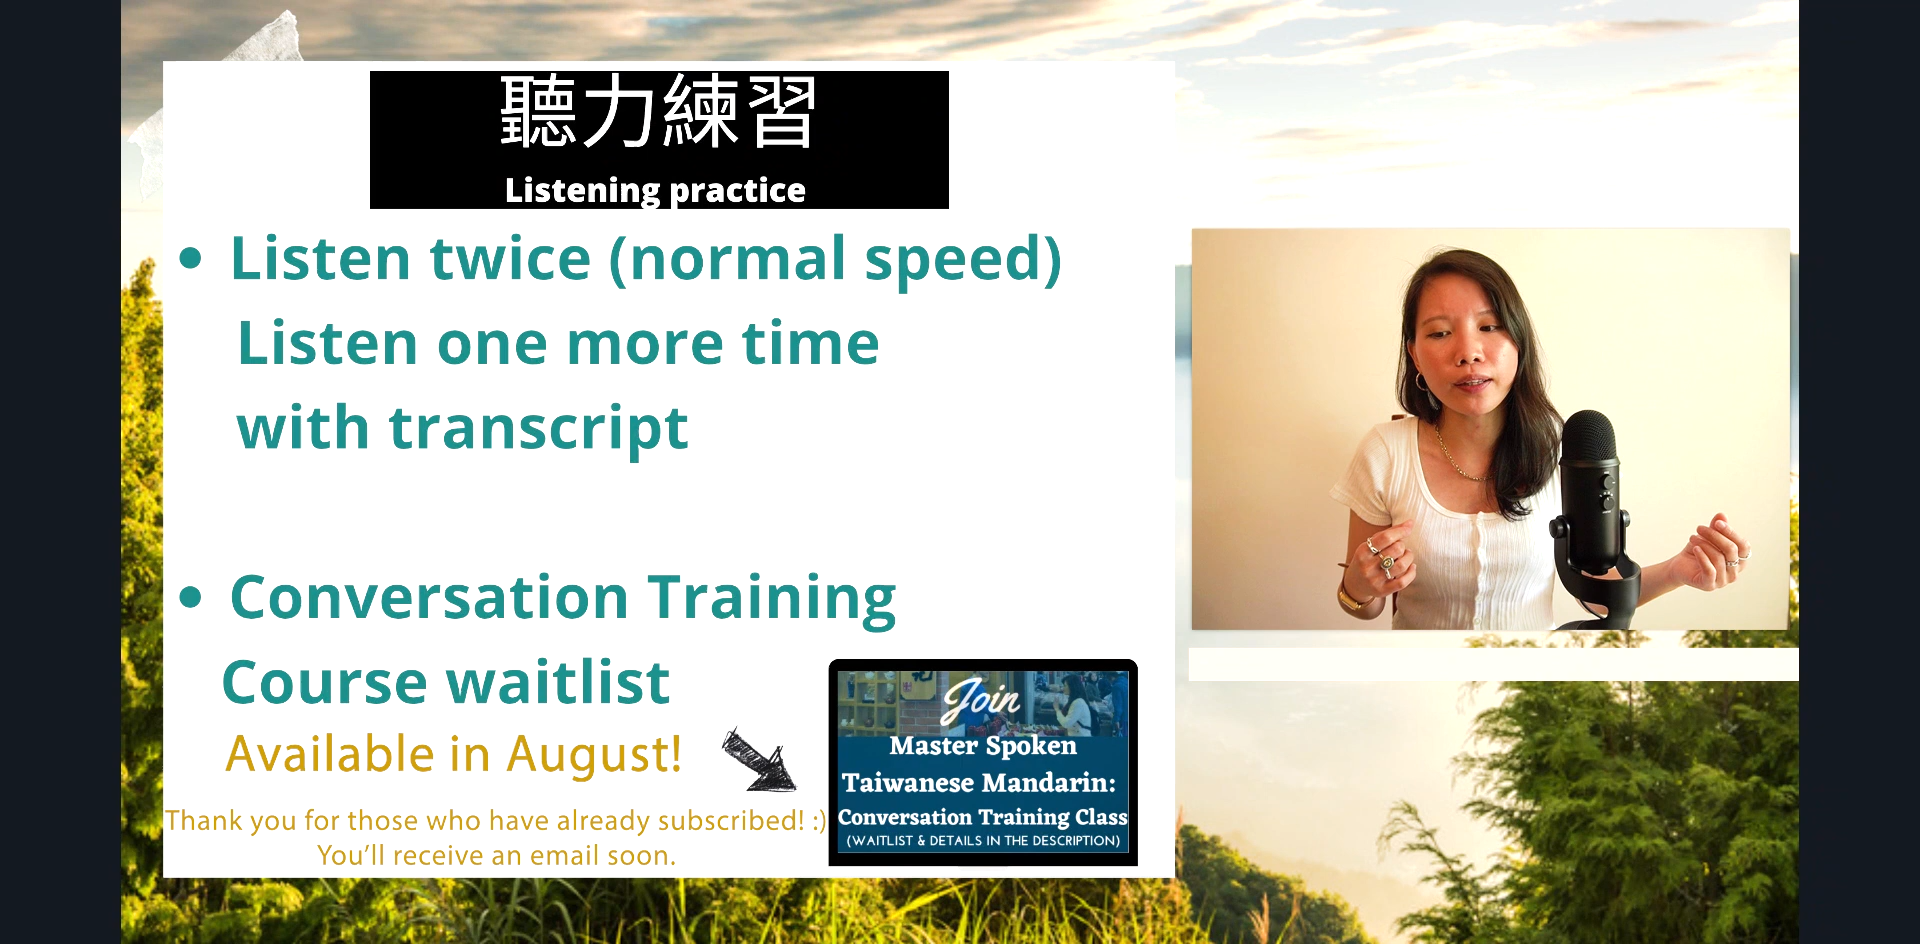 聽力練習
Listening practice
• Listen twice (normal speed)
Listen one more time
with transcript
• Conversation Training
Course waitlist
Available in August!
Thank you for those who have already subscribed! :)
You’ll receive an email soon.
Join
Master Spoken
Taiwanese Mandarin:
Conversation Training Class
(WAITLIST & DETAILS IN THE DESCRIPTION)